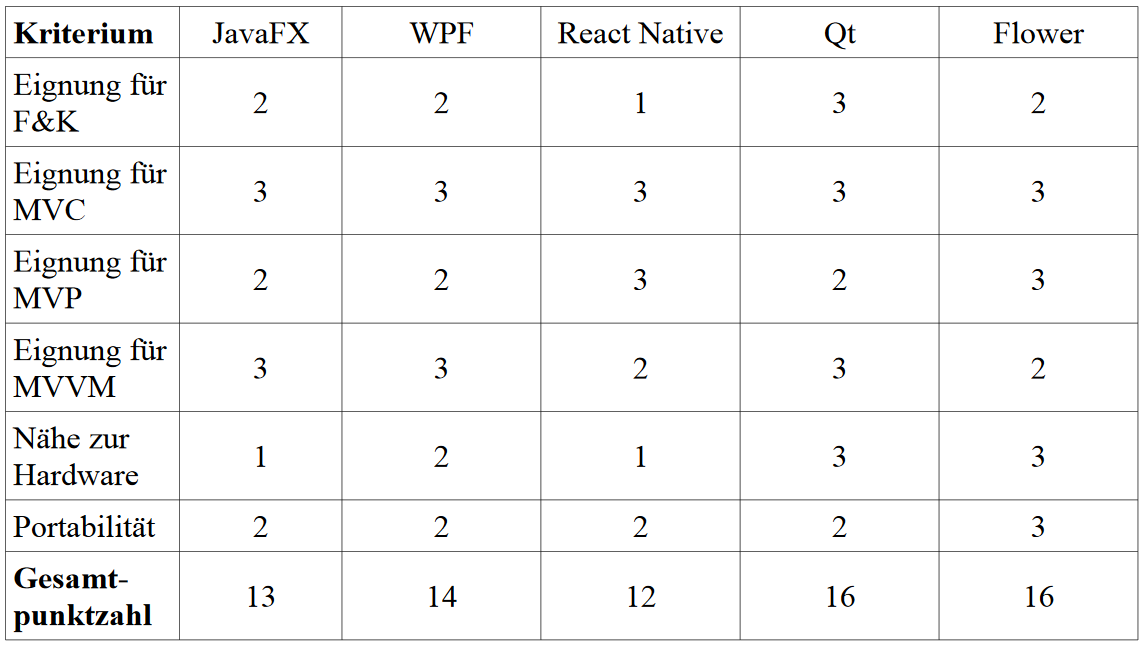 Kriterium JavaFX WPF React Native Qt Flower
Eignung für
F&K 2 2 1 3 2
Eignung für
MVC 3 3 3 3 3
Eignung für
MVP 2 2 3 2 3
Eignung für
MVVM 3 3 2 3 2
Nähe zur
Hardware 1 2 1 3 3
Portabilität 2 2 2 2 3
Gesamt-
punktzahl 13 14 12 16 16